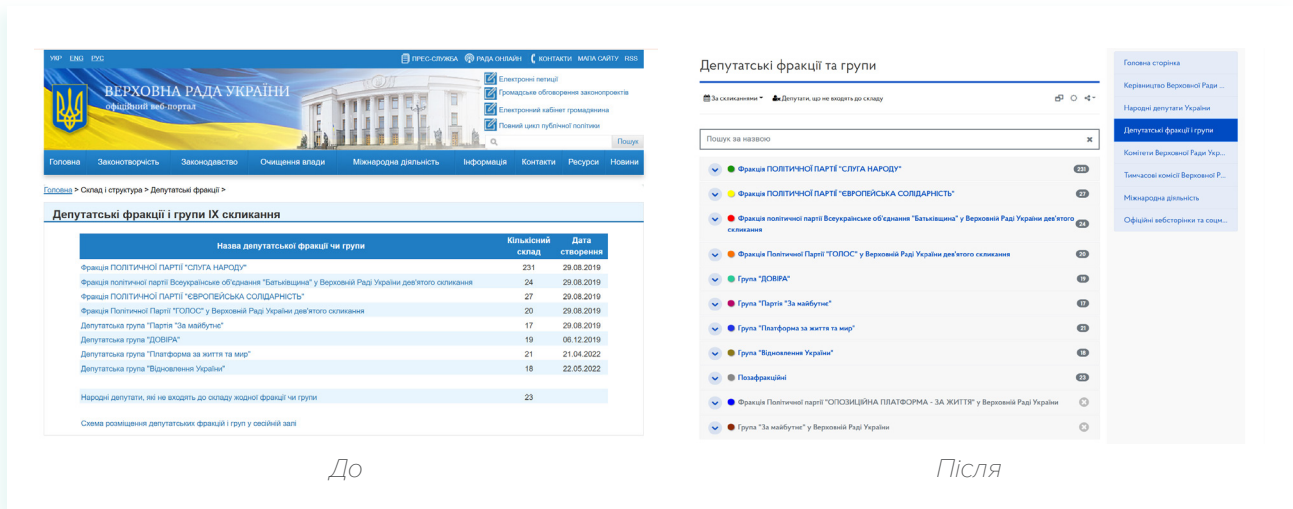 УКР ENG РУС
ПРЕС-СЛУЖБА РАДА ОНЛАЙН КОНТАКТИ МАПА САЙТУ RSS
ВЕРХОВНА РАДА УКРАЇНИ
офіційний веб-портал
Електронні петиції
Громадське обговорення законопроектів
Електронний кабінет громадянина
Повний цикл публічної політики
Пошук
Головна Законотворчість Законодавство Очищення влади Міжнародна діяльність Інформація Контакти Ресурси Новини
Головна > Склад і структура > Депутатські фракції >
Депутатські фракції і групи IX скликання
Назва депутатської фракції чи групи Кількісний склад Дата створення
Фракція ПОЛІТИЧНОЇ ПАРТІЇ "СЛУГА НАРОДУ" 231 29.08.2019
Фракція політичної партії Всеукраїнське об'єднання "Батьківщина" у Верховній Раді України дев'ятого скликання 24 29.08.2019
Фракція ПОЛІТИЧНОЇ ПАРТІЇ "ЄВРОПЕЙСЬКА СОЛІДАРНІСТЬ" 27 29.08.2019
Фракція Політичної Партії "ГОЛОС" у Верховній Раді України дев'ятого скликання 20 29.08.2019
Депутатська група "Партія "За майбутнє" 17 29.08.2019
Депутатська група "ДОВІРА" 19 06.12.2019
Депутатська група "Платформа за життя та мир" 21 21.04.2022
Депутатська група "Відновлення України" 18 22.05.2022
Народні депутати, які не входять до складу жодної фракції чи групи 23
Схема розміщення депутатських фракцій і груп у сесійній залі
До
Депутатські фракції та групи
За скликаннями Депутати, що не входять до складу
Пошук за назвою
Фракція ПОЛІТИЧНОЇ ПАРТІЇ "СЛУГА НАРОДУ" 231
Фракція ПОЛІТИЧНОЇ ПАРТІЇ "ЄВРОПЕЙСЬКА СОЛІДАРНІСТЬ" 27
Фракція політичної партії Всеукраїнське об'єднання "Батьківщина" у Верховній Раді України дев'ятого
скликання 24
Фракція Політичної Партії "ГОЛОС" у Верховній Раді України дев'ятого скликання 20
Група "ДОВІРА" 19
Група "Партія "За майбутнє" 17
Група "Платформа за життя та мир" 21
Група "Відновлення України" 18
Позафракційні 23
Фракція Політичної партії "ОПОЗИЦІЙНА ПЛАТФОРМА - ЗА ЖИТТЯ" у Верховній Раді України
Група "За майбутнє" у Верховній Раді України
Головна сторінка
Керівництво Верховної Ради ...
Народні депутати України
Депутатські фракції і групи
Комітети Верховної Ради Укр...
Тимчасові комісії Верховної Р...
Міжнародна діяльність
Офіційні вебсторінки та соцм...
Після